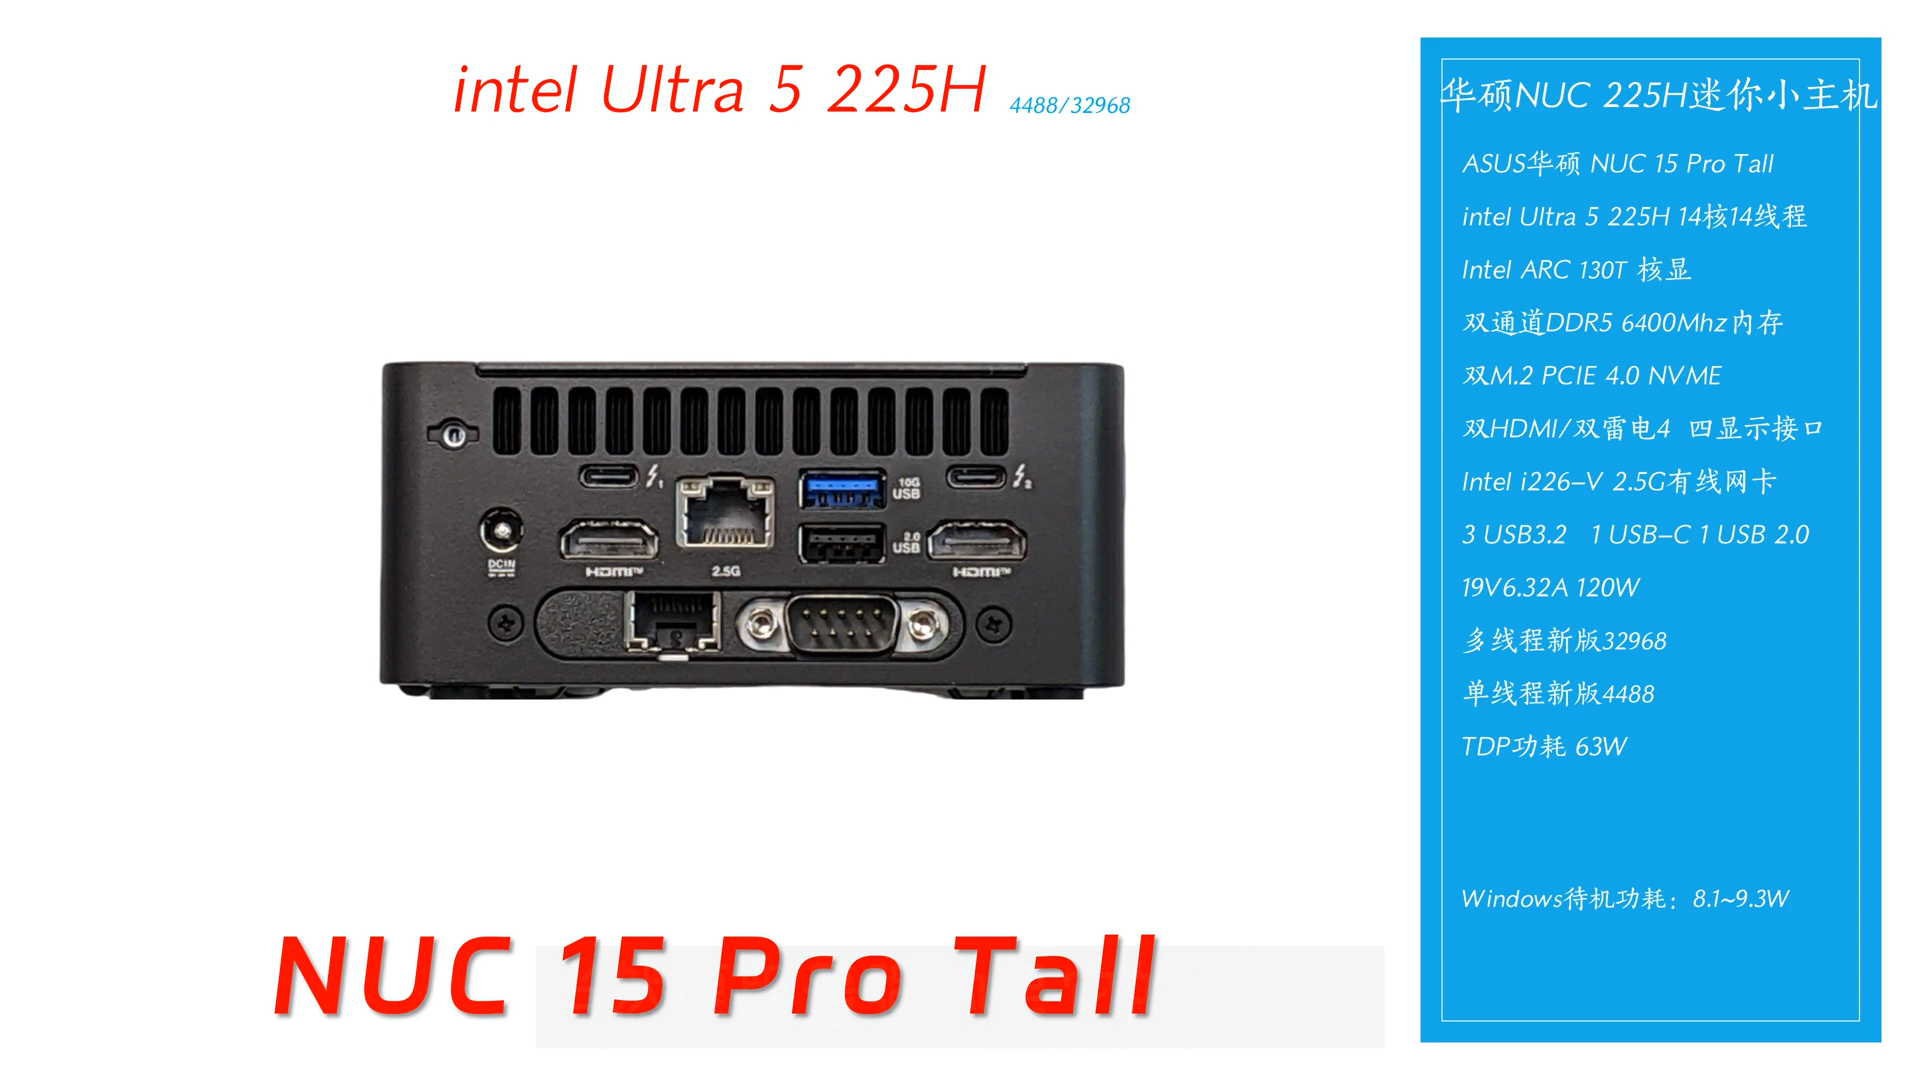 intel Ultra 5 225H 4488/32968
华硕NUC 225H迷你小主机
ASUS华硕 NUC 15 Pro Tall
intel Ultra 5 225H 14核14线程
Intel ARC 130T 核显
双通道DDR5 6400Mhz内存
双M.2 PCIE 4.0 NVME
双HDMI/双雷电4 四显示接口
Intel i226-V 2.5G有线网卡
3 USB3.2 1 USB-C 1 USB 2.0
19V6.32A 120W
多线程新版32968
单线程新版4488
TDP功耗 63W
Windows待机功耗：8.1~9.3W
1
10G
USB
2
2.0
USB
DC IN
HDMI™
2.5G
HDMI™
NUC 15 Pro Tall